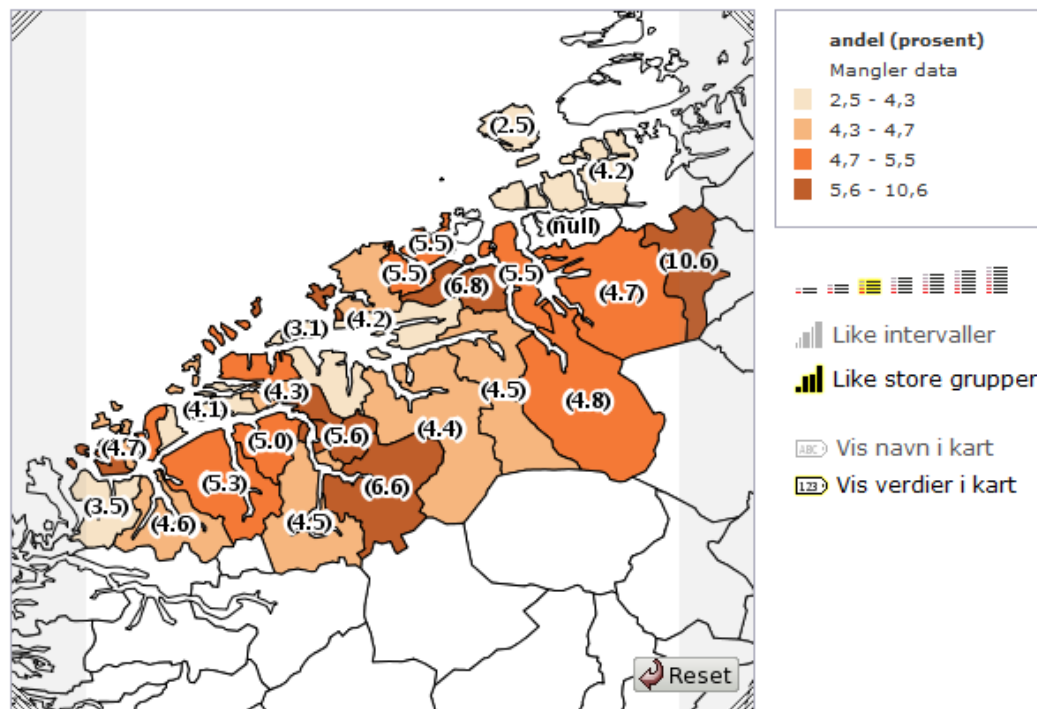 andel (prosent)
Mangler data
2,5 - 4,3
4,3 - 4,7
4,7 - 5,5
5,6 - 10,6
(2.5)
(4.2)
(null)
(5.5)
(5.5)
(6.8)
(5.5)
(4.7)
(10.6)
(3.1)
(4.2)
(4.3)
(4.1)
(4.5)
(4.8)
(4.7)
(5.0)
(5.6)
(4.4)
(5.3)
(6.6)
(3.5)
(4.6)
(4.5)
Like intervaller
Like store grupper
ABC Vis navn i kart
123 Vis verdier i kart
Reset